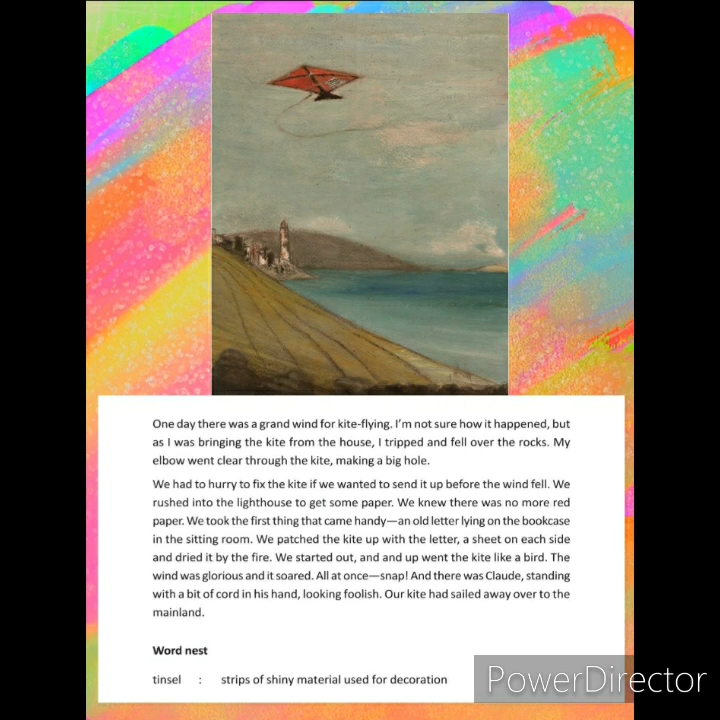 One day there was a grand wind for kite-flying. I'm not sure how it happened, but
as I was bringing the kite from the house, I tripped and fell over the rocks. My
elbow went clear through the kite, making a big hole.
We had to hurry to fix the kite if we wanted to send it up before the wind fell. We
rushed into the lighthouse to get some paper. We knew there was no more red
paper. We took the first thing that came handy—an old letter lying on the bookcase
in the sitting room. We patched the kite up with the letter, a sheet on each side
and dried it by the fire. We started out, and and up went the kite like a bird. The
wind was glorious and it soared. All at once—snap! And there was Claude, standing
with a bit of cord in his hand, looking foolish. Our kite had sailed away over to the
mainland.
Word nest
tinsel : strips of shiny material used for decoration
PowerDirector